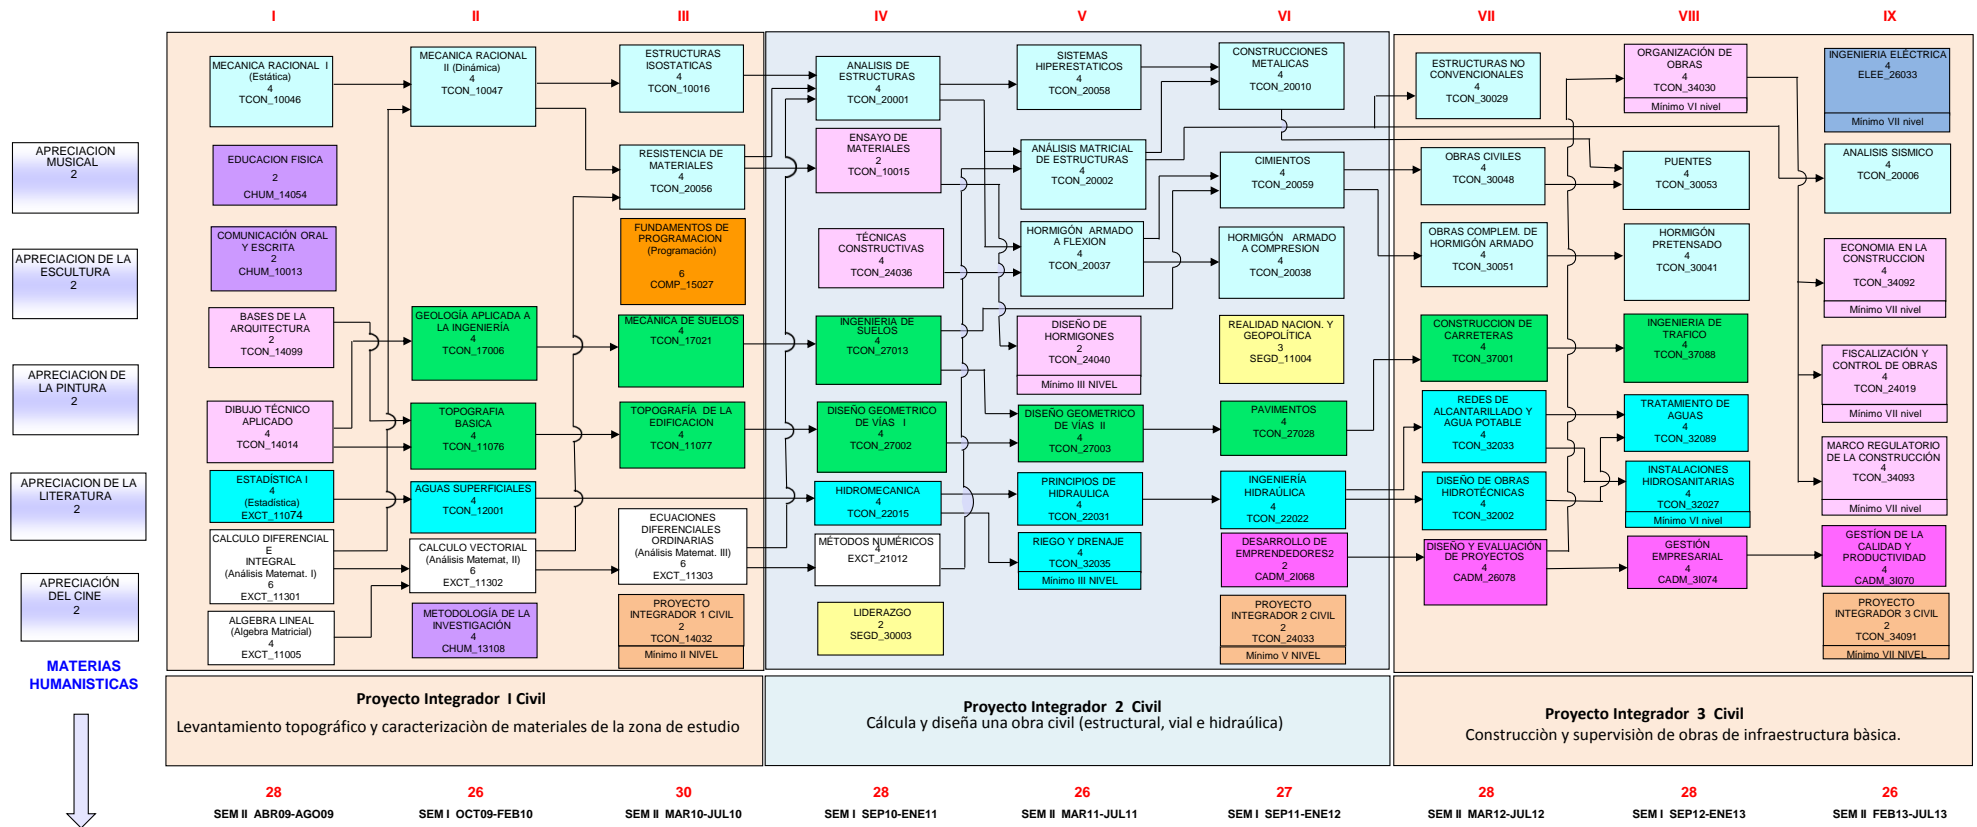 I
II
III
IV
V
VI
VII
VIII
IX
APRECIACION
MUSICAL
2
APRECIACION DE LA
ESCULTURA
2
APRECIACION DE
LA PINTURA
2
APRECIACION DE LA
LITERATURA
2
APRECIACIÓN
DEL CINE
2
MATERIAS
HUMANISTICAS
MECANICA RACIONAL I
(Estática)
4
TCON_10046
EDUCACION FISICA
2
CHUM_14054
COMUNICACIÓN ORAL
Y ESCRITA
2
CHUM_10013
BASES DE LA
ARQUITECTURA
2
TCON_14099
DIBUJO TÉCNICO
APLICADO
4
TCON_14014
ESTADÍSTICA I
4
(Estadística)
EXCT_11074
CALCULO DIFERENCIAL
E
INTEGRAL
(Análisis Matemat. I)
6
EXCT_11301
ALGEBRA LINEAL
(Algebra Matricial)
4
EXCT_11005
MECANICA RACIONAL
II (Dinámica)
4
TCON_10047
GEOLOGÍA APLICADA A
LA INGENIERÍA
4
TCON_17006
TOPOGRAFIA
BASICA
4
TCON_11076
AGUAS SUPERFICIALES
4
TCON_12001
CALCULO VECTORIAL
(Análisis Matemat, II)
6
EXCT_11302
METODOLOGÍA DE LA
INVESTIGACIÓN
4
CHUM_13108
ESTRUCTURAS
ISOSTATICAS
4
TCON_10016
RESISTENCIA DE
MATERIALES
4
TCON_20056
FUNDAMENTOS DE
PROGRAMACION
(Programación)
6
COMP_15027
MECÁNICA DE SUELOS
4
TCON_17021
TOPOGRAFÍA DE LA
EDIFICACION
4
TCON_11077
ECUACIONES
DIFERENCIALES
ORDINARIAS
(Análisis Matemat. III)
6
EXCT_11303
PROYECTO
INTEGRADOR 1 CIVIL
2
TCON_14032
Mínimo II NIVEL
ANALISIS DE
ESTRUCTURAS
4
TCON_20001
ENSAYO DE
MATERIALES
2
TCON_10015
TÉCNICAS
CONSTRUCTIVAS
4
TCON_24036
INGENIERIA DE
SUELOS
4
TCON_27013
DISEÑO GEOMETRICO
DE VÍAS I
4
TCON_27002
HIDROMECANICA
4
TCON_22015
MÉTODOS NUMÉRICOS
4
EXCT_21012
LIDERAZGO
2
SEGD_30003
SISTEMAS
HIPERESTATICOS
4
TCON_20058
ANÁLISIS MATRICIAL
DE ESTRUCTURAS
4
TCON_20002
HORMIGÓN ARMADO
A FLEXION
4
TCON_20037
DISEÑO DE
HORMIGONES
2
TCON_24040
Mínimo III NIVEL
DISEÑO GEOMETRICO
DE VÍAS II
4
TCON_27003
PRINCIPIOS DE
HIDRAULICA
4
TCON_22031
RIEGO Y DRENAJE
4
TCON_32035
Mínimo III NIVEL
CONSTRUCCIONES
METALICAS
4
TCON_20010
CIMIENTOS
4
TCON_20059
HORMIGÓN ARMADO
A COMPRESION
4
TCON_20038
REALIDAD NACION. Y
GEOPOLÍTICA
3
SEGD_11004
PAVIMENTOS
4
TCON_27028
INGENIERÍA
HIDRAÚLICA
4
TCON_22022
DESARROLLO DE
EMPRENDEDORES2
2
CADM_2I068
PROYECTO
INTEGRADOR 2 CIVIL
2
TCON_24033
Mínimo V NIVEL
ESTRUCTURAS NO
CONVENCIONALES
4
TCON_30029
OBRAS CIVILES
4
TCON_30048
OBRAS COMPLEM. DE
HORMIGÓN ARMADO
4
TCON_30051
CONSTRUCCION DE
CARRETERAS
4
TCON_37001
REDES DE
ALCANTARILLADO Y
AGUA POTABLE
4
TCON_32033
DISEÑO DE OBRAS
HIDROTÉCNICAS
4
TCON_32002
DISEÑO Y EVALUACIÓN
DE PROYECTOS
4
CADM_26078
ORGANIZACIÓN DE
OBRAS
4
TCON_34030
Mínimo VI nivel
PUENTES
4
TCON_30053
HORMIGÓN
PRETENSADO
4
TCON_30041
INGENIERIA DE
TRAFICO
4
TCON_37088
TRATAMIENTO DE
AGUAS
4
TCON_32089
INSTALACIONES
HIDROSANITARIAS
4
TCON_32027
Mínimo VI nivel
GESTIÓN
EMPRESARIAL
4
CADM_3I074
INGENIERIA ELÉCTRICA
4
ELEE_26033
Mínimo VII nivel
ANALISIS SISMICO
4
TCON_20006
ECONOMIA EN LA
CONSTRUCCION
4
TCON_34092
Mínimo VII nivel
FISCALIZACIÓN Y
CONTROL DE OBRAS
4
TCON_24019
Mínimo VII nivel
MARCO REGULATORIO
DE LA CONSTRUCCIÓN
4
TCON_34093
Mínimo VII nivel
GESTÍON DE LA
CALIDAD Y
PRODUCTIVIDAD
4
CADM_3I070
PROYECTO
INTEGRADOR 3 CIVIL
2
TCON_34091
Mínimo VII NIVEL
Proyecto Integrador I Civil
Levantamiento topográfico y caracterizaciòn de materiales de la zona de estudio
Proyecto Integrador 2 Civil
Cálcula y diseña una obra civil (estructural, vial e hidraúlica)
Proyecto Integrador 3 Civil
Construcciòn y supervisiòn de obras de infraestructura bàsica.
28
26
30
28
26
27
28
28
26
SEM II ABR09-AGO09
SEM I OCT09-FEB10
SEM II MAR10-JUL10
SEM I SEP10-ENE11
SEM II MAR11-JUL11
SEM I SEP11-ENE12
SEM II MAR12-JUL12
SEM I SEP12-ENE13
SEM II FEB13-JUL13